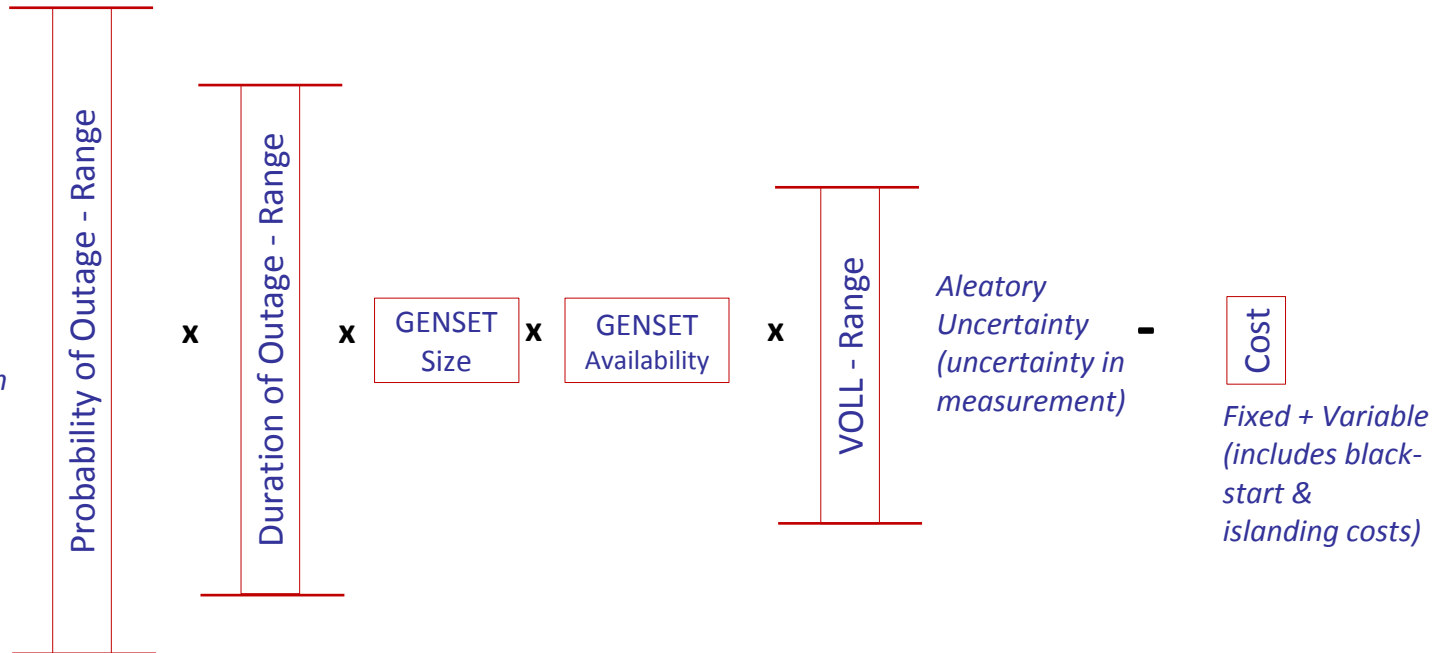 n
Probability of Outage - Range
x
Duration of Outage - Range
x
GENSET
Size
x
GENSET
Availability
x
VOLL - Range
Aleatory
Uncertainty
(uncertainty in
measurement)
-
Cost
Fixed + Variable
(includes black-
start &
islanding costs)